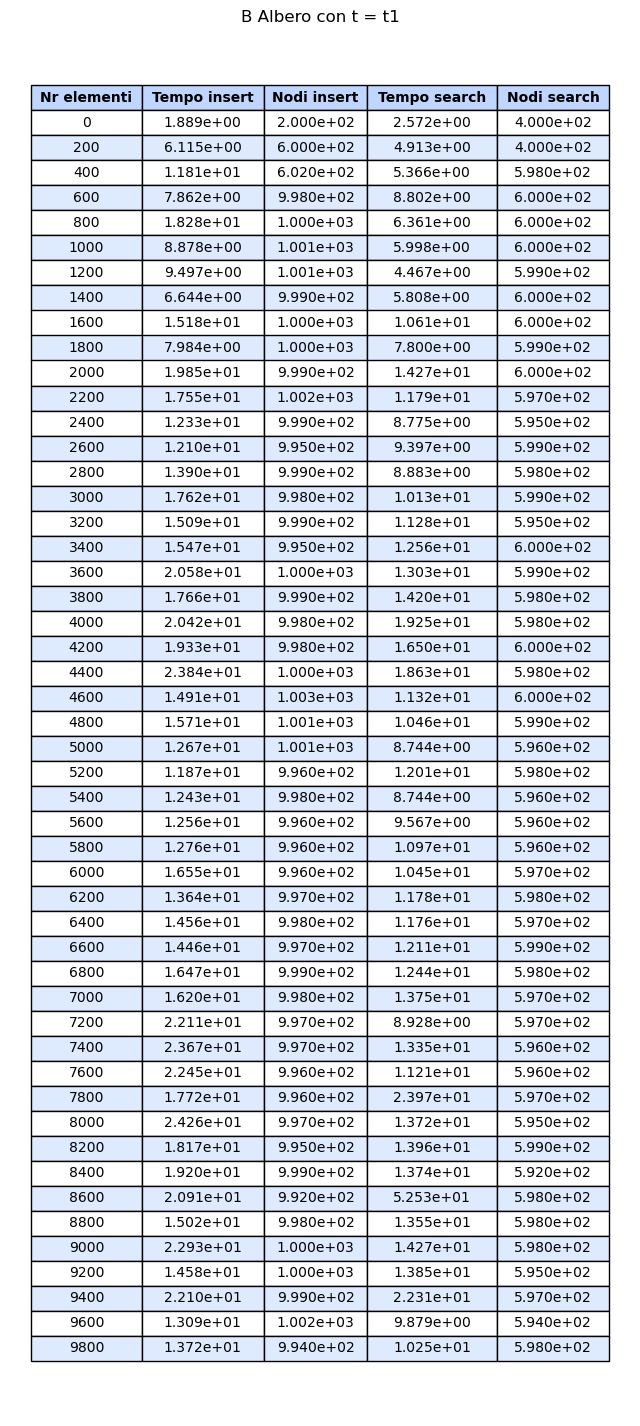 B Albero con t = t1
Nr elementi Tempo insert Nodi insert Tempo search Nodi search
0 1.889e+00 2.000e+02 2.572e+00 4.000e+02
200 6.115e+00 6.000e+02 4.913e+00 4.000e+02
400 1.181e+01 6.020e+02 5.366e+00 5.980e+02
600 7.862e+00 9.980e+02 8.802e+00 6.000e+02
800 1.828e+01 1.000e+03 6.361e+00 6.000e+02
1000 8.878e+00 1.001e+03 5.998e+00 6.000e+02
1200 9.497e+00 1.001e+03 4.467e+00 5.990e+02
1400 6.644e+00 9.990e+02 5.808e+00 6.000e+02
1600 1.518e+01 1.000e+03 1.061e+01 6.000e+02
1800 7.984e+00 1.000e+03 7.800e+00 5.990e+02
2000 1.985e+01 9.990e+02 1.427e+01 6.000e+02
2200 1.755e+01 1.002e+03 1.179e+01 5.970e+02
2400 1.233e+01 9.990e+02 8.775e+00 5.950e+02
2600 1.210e+01 9.950e+02 9.397e+00 5.990e+02
2800 1.390e+01 9.990e+02 8.883e+00 5.980e+02
3000 1.762e+01 9.980e+02 1.013e+01 5.990e+02
3200 1.509e+01 9.990e+02 1.128e+01 5.950e+02
3400 1.547e+01 9.950e+02 1.256e+01 6.000e+02
3600 2.058e+01 1.000e+03 1.303e+01 5.990e+02
3800 1.766e+01 9.990e+02 1.420e+01 5.980e+02
4000 2.042e+01 9.980e+02 1.925e+01 5.980e+02
4200 1.933e+01 9.980e+02 1.650e+01 6.000e+02
4400 2.384e+01 1.000e+03 1.863e+01 5.980e+02
4600 1.491e+01 1.003e+03 1.132e+01 6.000e+02
4800 1.571e+01 1.001e+03 1.046e+01 5.990e+02
5000 1.267e+01 1.001e+03 8.744e+00 5.960e+02
5200 1.187e+01 9.960e+02 1.201e+01 5.980e+02
5400 1.243e+01 9.980e+02 8.744e+00 5.960e+02
5600 1.256e+01 9.960e+02 9.567e+00 5.960e+02
5800 1.276e+01 9.960e+02 1.097e+01 5.960e+02
6000 1.655e+01 9.960e+02 1.045e+01 5.970e+02
6200 1.364e+01 9.970e+02 1.178e+01 5.980e+02
6400 1.456e+01 9.980e+02 1.176e+01 5.970e+02
6600 1.446e+01 9.970e+02 1.211e+01 5.990e+02
6800 1.647e+01 9.990e+02 1.244e+01 5.980e+02
7000 1.620e+01 9.980e+02 1.375e+01 5.970e+02
7200 2.211e+01 9.970e+02 8.928e+00 5.970e+02
7400 2.367e+01 9.970e+02 1.335e+01 5.960e+02
7600 2.245e+01 9.960e+02 1.121e+01 5.960e+02
7800 1.772e+01 9.960e+02 2.397e+01 5.970e+02
8000 2.426e+01 9.970e+02 1.372e+01 5.950e+02
8200 1.817e+01 9.950e+02 1.396e+01 5.990e+02
8400 1.920e+01 9.990e+02 1.374e+01 5.920e+02
8600 2.091e+01 9.920e+02 5.253e+01 5.980e+02
8800 1.502e+01 9.980e+02 1.355e+01 5.980e+02
9000 2.293e+01 1.000e+03 1.427e+01 5.980e+02
9200 1.458e+01 1.000e+03 1.385e+01 5.950e+02
9400 2.210e+01 9.990e+02 2.231e+01 5.970e+02
9600 1.309e+01 1.002e+03 9.879e+00 5.940e+02
9800 1.372e+01 9.940e+02 1.025e+01 5.980e+02